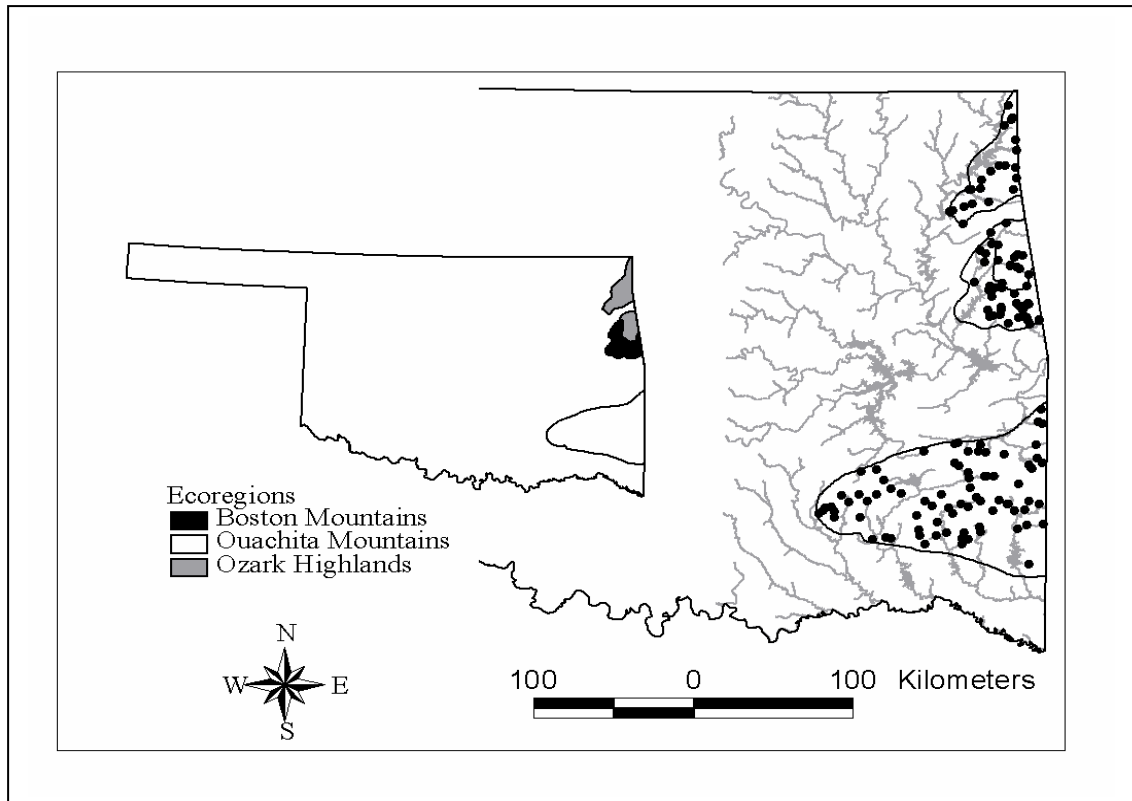 Ecoregions
Boston Mountains
Ouachita Mountains
Ozark Highlands
N
W E
S
100 0 100 Kilometers